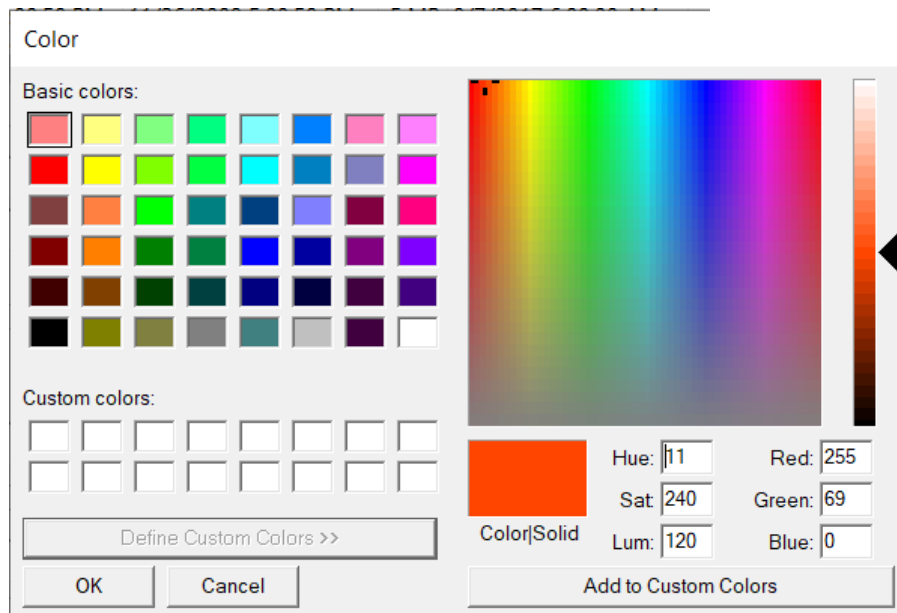 Color
Basic colors:
Custom colors:
Define Custom Colors >>
OK
Cancel
Color|Solid
Hue: 11
Sat: 240
Lum: 120
Red: 255
Green: 69
Blue: 0
Add to Custom Colors